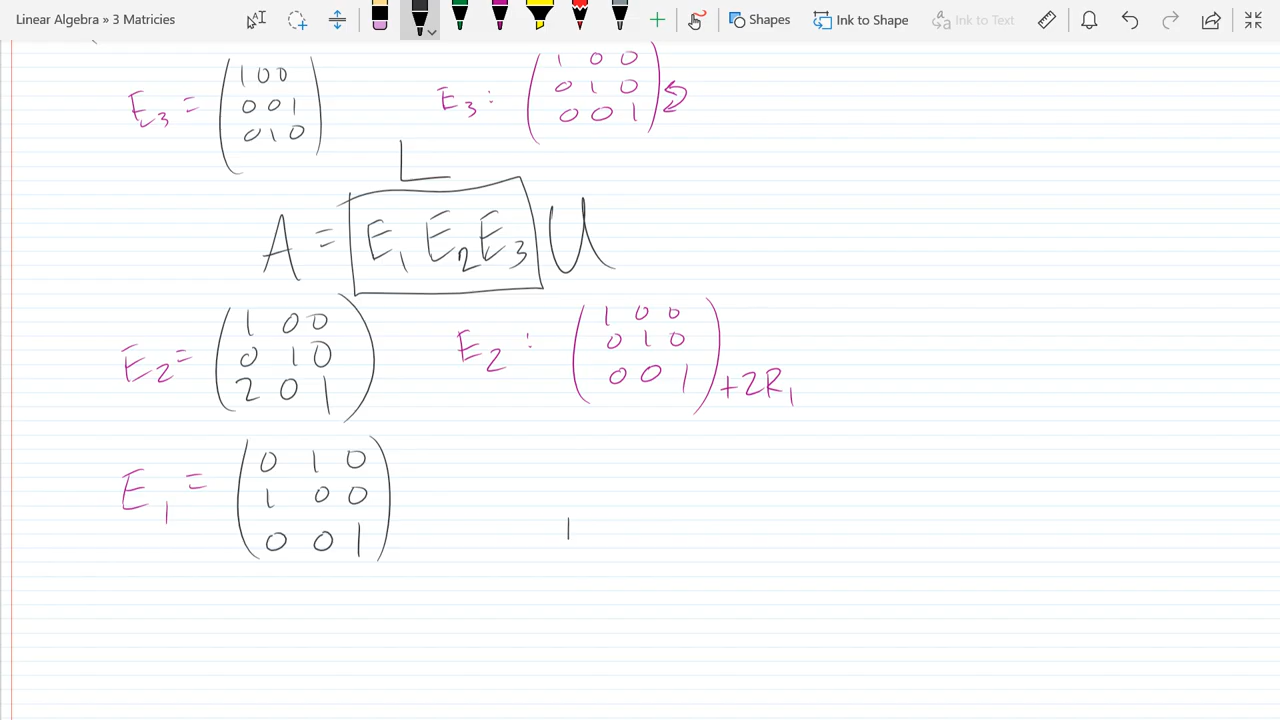 Linear Algebra » 3 Matricies
Shapes
Ink to Shape
Ink to Text
E3 = (1 0 0
0 0 1
0 1 0)
E3 : (1 0 0
0 1 0
0 0 1)
L
A = E1 E2 E3 U
E2 = (1 0 0
0 1 0
2 0 1)
E2 : (1 0 0
0 1 0
0 0 1) +2R1
E1 = (0 1 0
1 0 0
0 0 1)
1